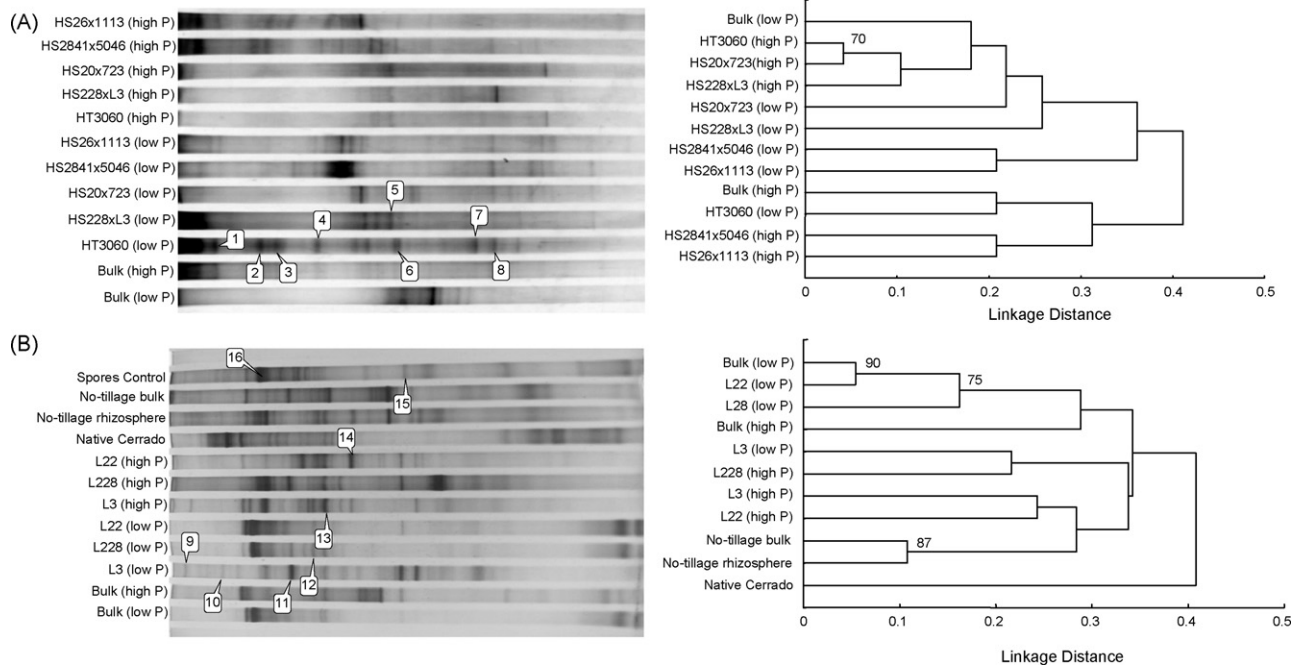 (A)
HS26x1113 (high P)
HS2841x5046 (high P)
HS20x723 (high P)
HS228xL3 (high P)
HT3060 (high P)
HS26x1113 (low P)
HS2841x5046 (low P)
HS20x723 (low P)
HS228xL3 (low P)
HT3060 (low P)
Bulk (high P)
Bulk (low P)
5
4
7
1
2
3
6
8
Bulk (low P)
HT3060 (high P)
HS20x723(high P)
HS228xL3 (high P)
HS20x723 (low P)
HS228xL3 (low P)
HS2841x5046 (low P)
HS26x1113 (low P)
Bulk (high P)
HT3060 (low P)
HS2841x5046 (high P)
HS26x1113 (high P)
70
0 0.1 0.2 0.3 0.4 0.5
Linkage Distance
(B)
Spores Control
No-tillage bulk
No-tillage rhizosphere
Native Cerrado
L22 (high P)
L228 (high P)
L3 (high P)
L22 (low P)
L228 (low P)
L3 (low P)
Bulk (high P)
Bulk (low P)
16
15
14
13
9
12
10
11
Bulk (low P)
L22 (low P)
L28 (low P)
Bulk (high P)
L3 (low P)
L228 (high P)
L3 (high P)
L22 (high P)
No-tillage bulk
No-tillage rhizosphere
Native Cerrado
90
75
87
0 0.1 0.2 0.3 0.4 0.5
Linkage Distance